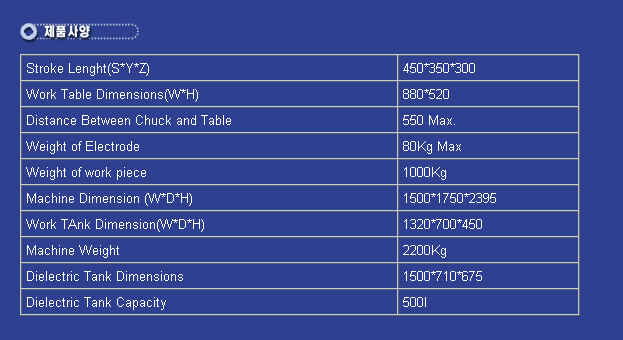 제품사양
Stroke Lenght(S*Y*Z) 450*350*300
Work Table Dimensions(W*H) 880*520
Distance Between Chuck and Table 550 Max.
Weight of Electrode 80Kg Max
Weight of work piece 1000Kg
Machine Dimension (W*D*H) 1500*1750*2395
Work TAnk Dimension(W*D*H) 1320*700*450
Machine Weight 2200Kg
Dielectric Tank Dimensions 1500*710*675
Dielectric Tank Capacity 500l